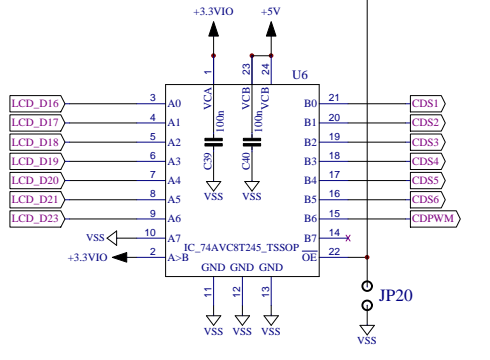 +3.3VIO +5V
1 23 24 U6
VCA VCB VCB
100n 100n
C39 C40
VSS VSS
LCD_D16 3 A0 B0 21 CDS1
LCD_D17 4 A1 B1 20 CDS2
LCD_D18 5 A2 B2 19 CDS3
LCD_D19 6 A3 B3 18 CDS4
LCD_D20 7 A4 B4 17 CDS5
LCD_D21 8 A5 B5 16 CDS6
LCD_D23 9 A6 B6 15 CDPWM
VSS 10 A7 B7 14
IC_74AVC8T245_TSSOP
+3.3VIO 2 A>B OE 22
GND GND GND
11 12 13
VSS VSS VSS
JP20
VSS